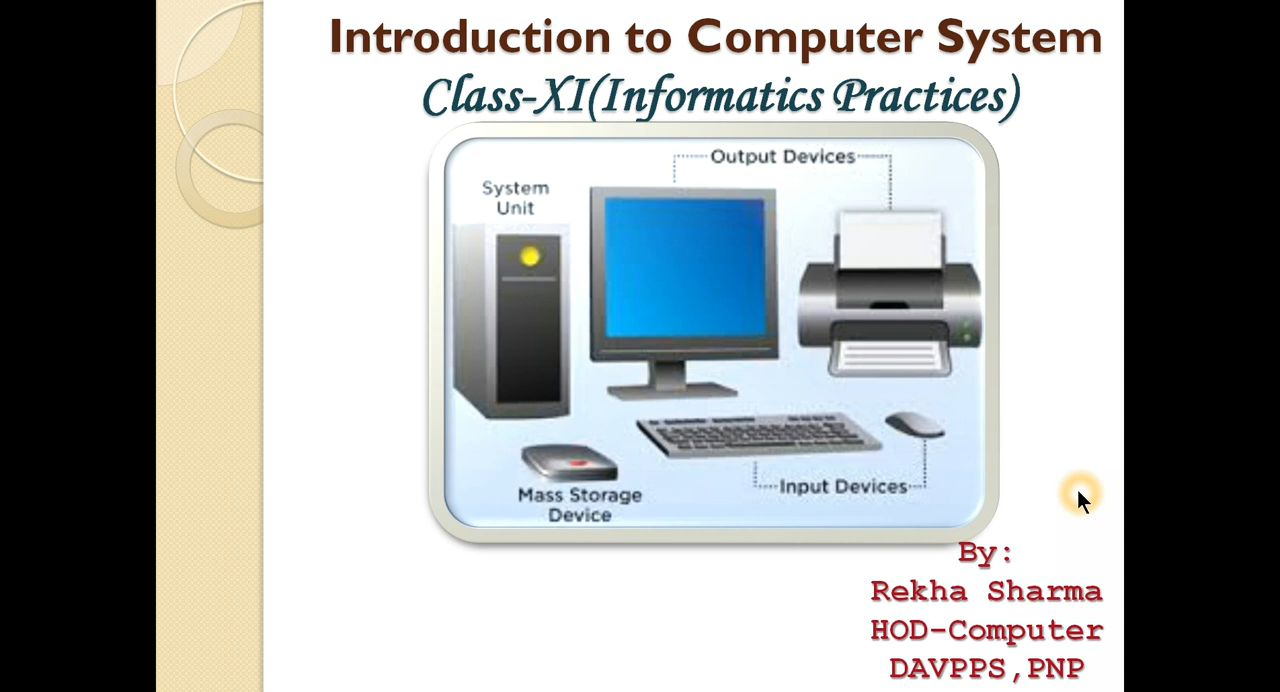 Introduction to Computer System
Class-XI(Informatics Practices)
Output Devices
System
Unit
Input Devices
Mass Storage
Device
By:
Rekha Sharma
HOD-Computer
DAVPPS,PNP